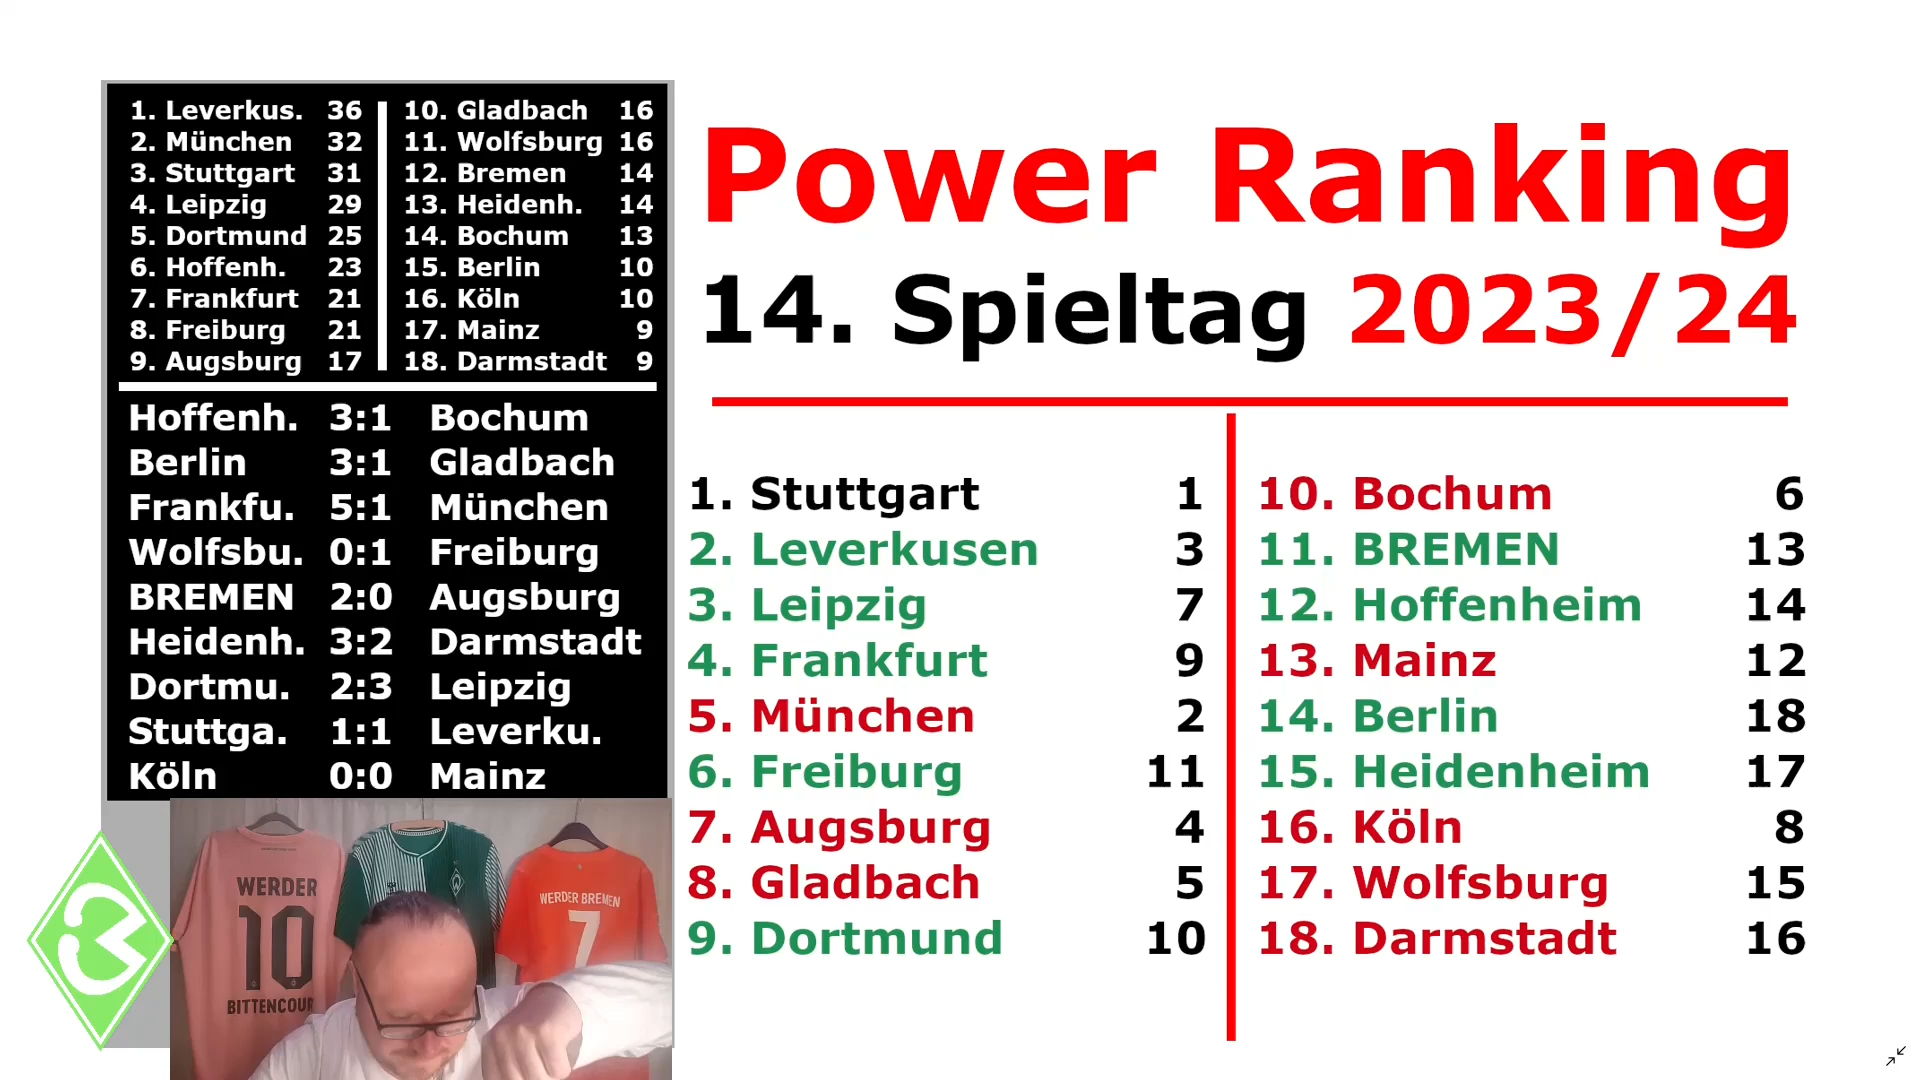 1. Leverkus. 36
2. München 32
3. Stuttgart 31
4. Leipzig 29
5. Dortmund 25
6. Hoffenh. 23
7. Frankfurt 21
8. Freiburg 21
9. Augsburg 17
10. Gladbach 16
11. Wolfsburg 16
12. Bremen 14
13. Heidenh. 14
14. Bochum 13
15. Berlin 10
16. Köln 10
17. Mainz 9
18. Darmstadt 9
Hoffenh. 3:1 Bochum
Berlin 3:1 Gladbach
Frankfu. 5:1 München
Wolfsbu. 0:1 Freiburg
BREMEN 2:0 Augsburg
Heidenh. 3:2 Darmstadt
Dortmu. 2:3 Leipzig
Stuttga. 1:1 Leverku.
Köln 0:0 Mainz
WERDER
10
BITTENCOUR
WERDER BREMEN
7
Power Ranking
14. Spieltag 2023/24
1. Stuttgart 1
2. Leverkusen 3
3. Leipzig 7
4. Frankfurt 9
5. München 2
6. Freiburg 11
7. Augsburg 4
8. Gladbach 5
9. Dortmund 10
10. Bochum 6
11. BREMEN 13
12. Hoffenheim 14
13. Mainz 12
14. Berlin 18
15. Heidenheim 17
16. Köln 8
17. Wolfsburg 15
18. Darmstadt 16